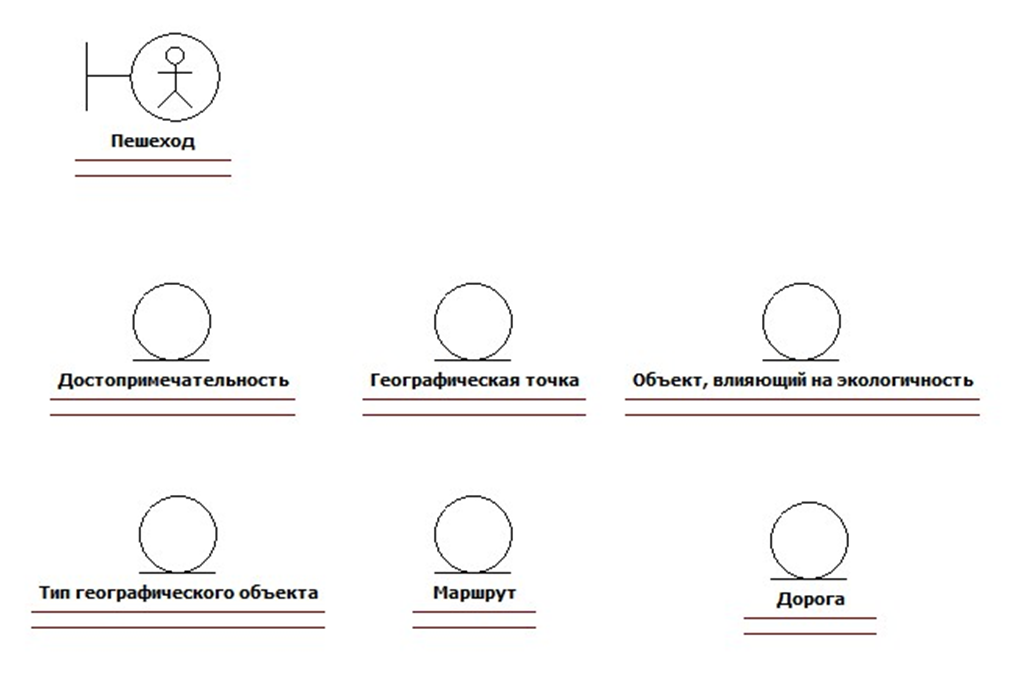 Пешеход
Достопримечательность
Географическая точка
Объект, влияющий на экологичность
Тип географического объекта
Маршрут
Дорога